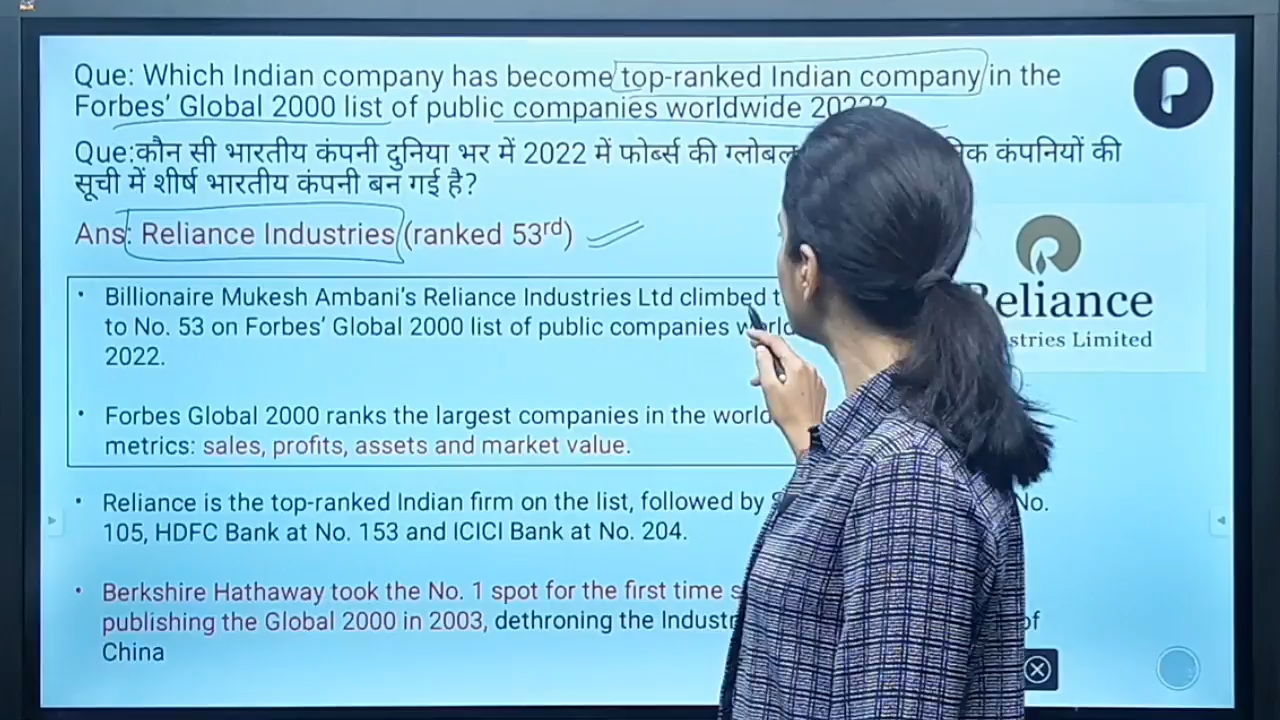 Que: Which Indian company has become top-ranked Indian company in the
Forbes' Global 2000 list of public companies worldwide 2022?
Que:कौन सी भारतीय कंपनी दुनिया भर में 2022 में फोर्ब्स की ग्लोबल कंपनियों की
सूची में शीर्ष भारतीय कंपनी बन गई है?
Ans: Reliance Industries (ranked 53rd)
Reliance
Industries Limited
• Billionaire Mukesh Ambani's Reliance Industries Ltd climbed
to No. 53 on Forbes' Global 2000 list of public companies
2022.
• Forbes Global 2000 ranks the largest companies in the world
metrics: sales, profits, assets and market value.
• Reliance is the top-ranked Indian firm on the list, followed by No.
105, HDFC Bank at No. 153 and ICICI Bank at No. 204.
• Berkshire Hathaway took the No. 1 spot for the first time
publishing the Global 2000 in 2003, dethroning the of
China